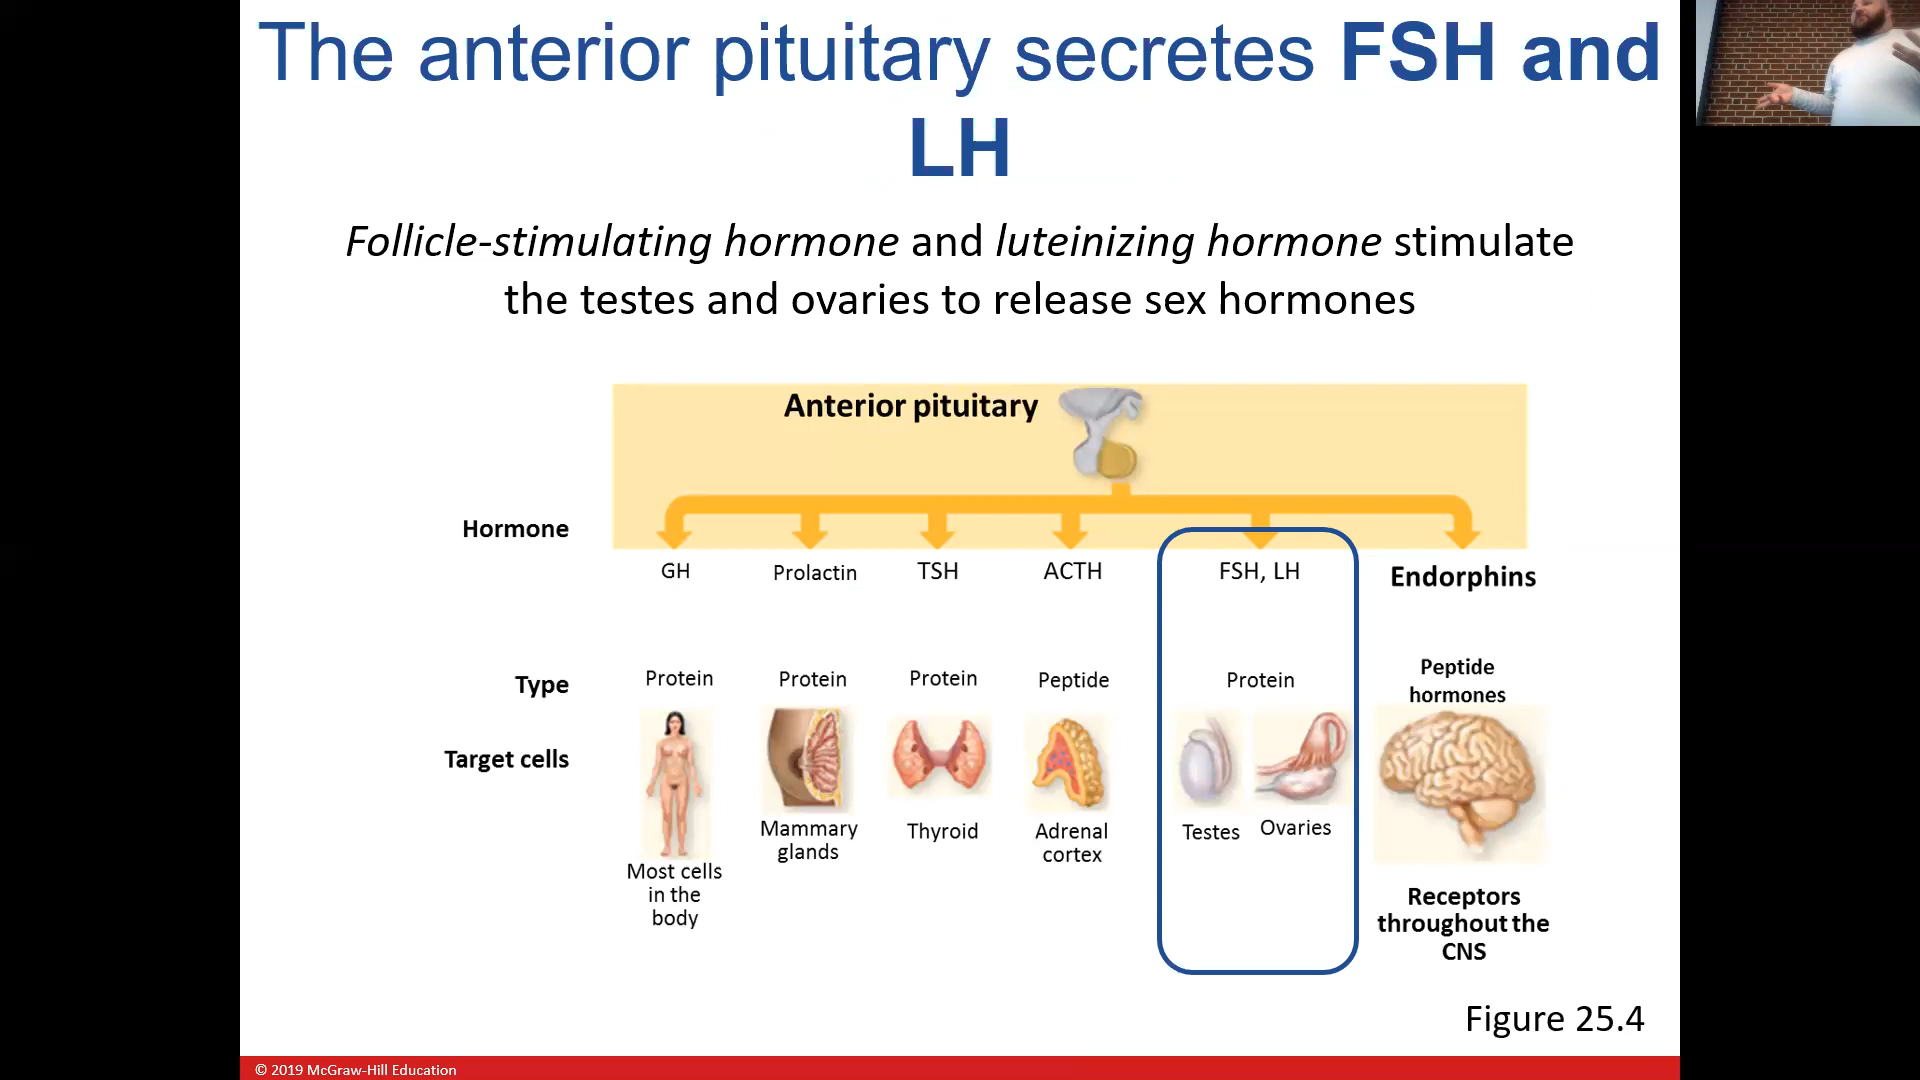 The anterior pituitary secretes FSH and
LH
Follicle-stimulating hormone and luteinizing hormone stimulate
the testes and ovaries to release sex hormones
Anterior pituitary
Hormone
GH
Prolactin
TSH
ACTH
FSH, LH
Endorphins
Type
Protein
Protein
Protein
Peptide
Protein
Peptide
hormones
Target cells
Most cells
in the
body
Mammary
glands
Thyroid
Adrenal
cortex
Testes
Ovaries
Receptors
throughout the
CNS
Figure 25.4
© 2019 McGraw-Hill Education